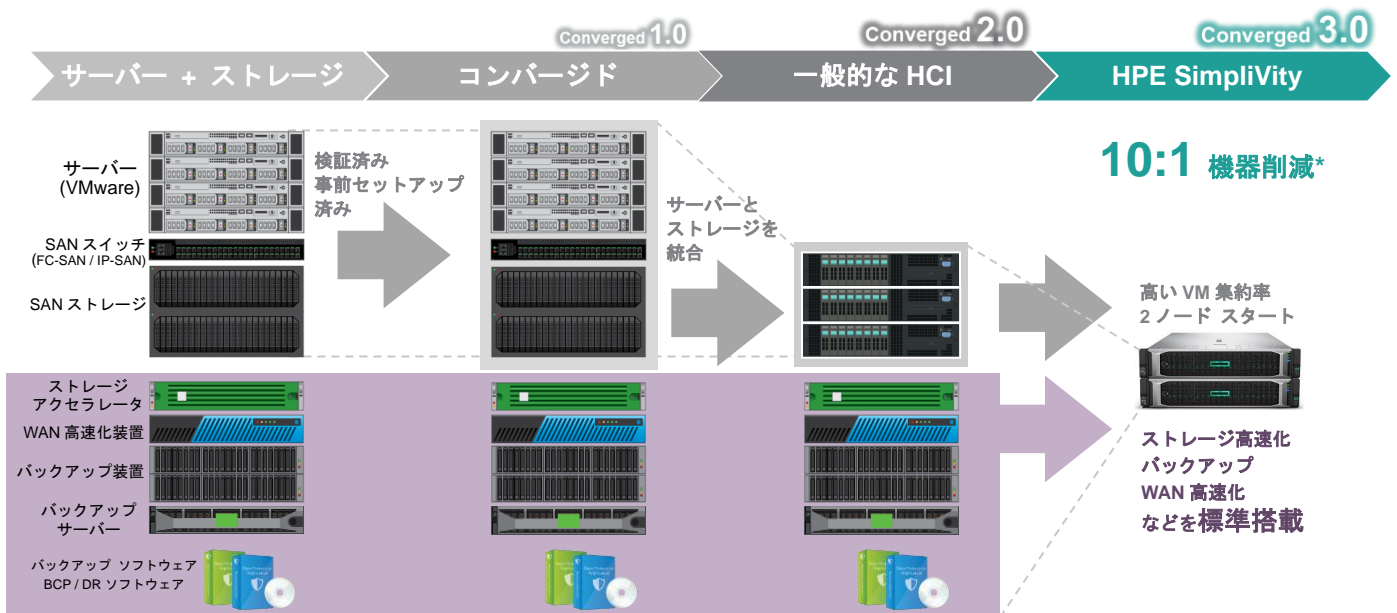 Converged 1.0
Converged 2.0
Converged 3.0
サーバー + ストレージ
コンバージド
一般的な HCI
HPE SimpliVity
サーバー
(VMware)
検証済み
事前セットアップ
済み
10:1 機器削減*
サーバーと
ストレージを
統合
SAN スイッチ
(FC-SAN / IP-SAN)
SAN ストレージ
高い VM 集約率
2 ノード スタート
ストレージ
アクセラレータ
WAN 高速化装置
バックアップ装置
バックアップ
サーバー
バックアップ ソフトウェア
BCP / DR ソフトウェア
ストレージ高速化
バックアップ
WAN 高速化
などを標準搭載